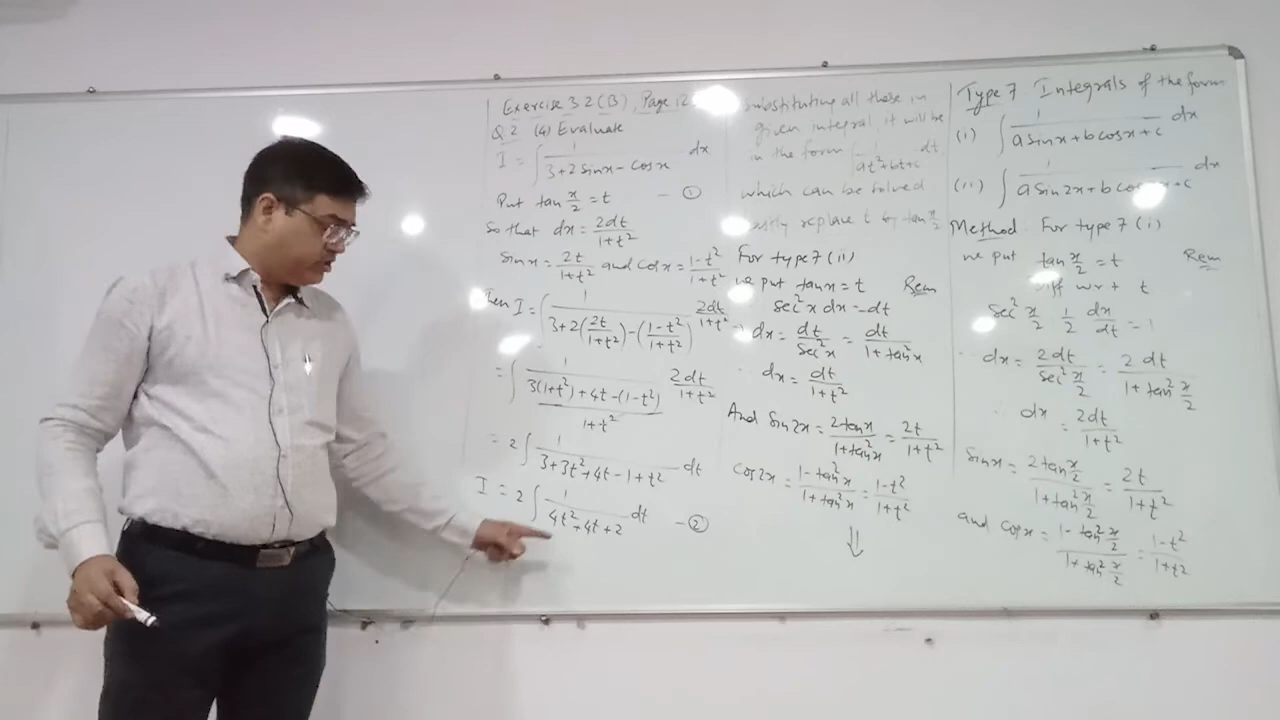 Exercise 3.2 (B), Page 12
Q.2 (4) Evaluate
I = ∫ 1/(3+2sinx-cosx) dx
Put tan x/2 = t — ①
So that dx = 2dt/(1+t²)
sinx = 2t/(1+t²) and cosx = (1-t²)/(1+t²)
Then I = ∫ 1/(3+2(2t/(1+t²))-((1-t²)/(1+t²))) 2dt/(1+t²)
= ∫ 1/((3(1+t²)+4t-(1-t²))/(1+t²)) 2dt/(1+t²)
= 2∫ 1/(3+3t²+4t-1+t²) dt
I = 2∫ 1/(4t²+4t+2) dt — ②
substituting all these in
given integral, it will be
in the form ∫ 1/(at²+bt+c) dt
which can be solved
replace t by tan x/2
For type 7 (ii)
we put tanx = t Rem
sec²x dx = dt
∴ dx = dt/sec²x = dt/(1+tan²x)
∴ dx = dt/(1+t²)
And Sin2x = 2tanx/(1+tan²x) = 2t/(1+t²)
Cos2x = (1-tan²x)/(1+tan²x) = (1-t²)/(1+t²)
⇓
Type 7 Integrals of the form
(i) ∫ 1/(asinx+bcosx+c) dx
(ii) ∫ 1/(asin2x+bcos +c) dx
Method: For type 7 (i)
we put tan x/2 = t Rem
diff w.r.t t
sec² x/2 1/2 dx/dt = 1
∴ dx = 2dt/(sec² x/2) = 2dt/(1+tan² x/2)
∴ dx = 2dt/(1+t²)
Sinx = (2tan x/2)/(1+tan² x/2) = 2t/(1+t²)
and cosx = (1-tan² x/2)/(1+tan² x/2) = (1-t²)/(1+t²)